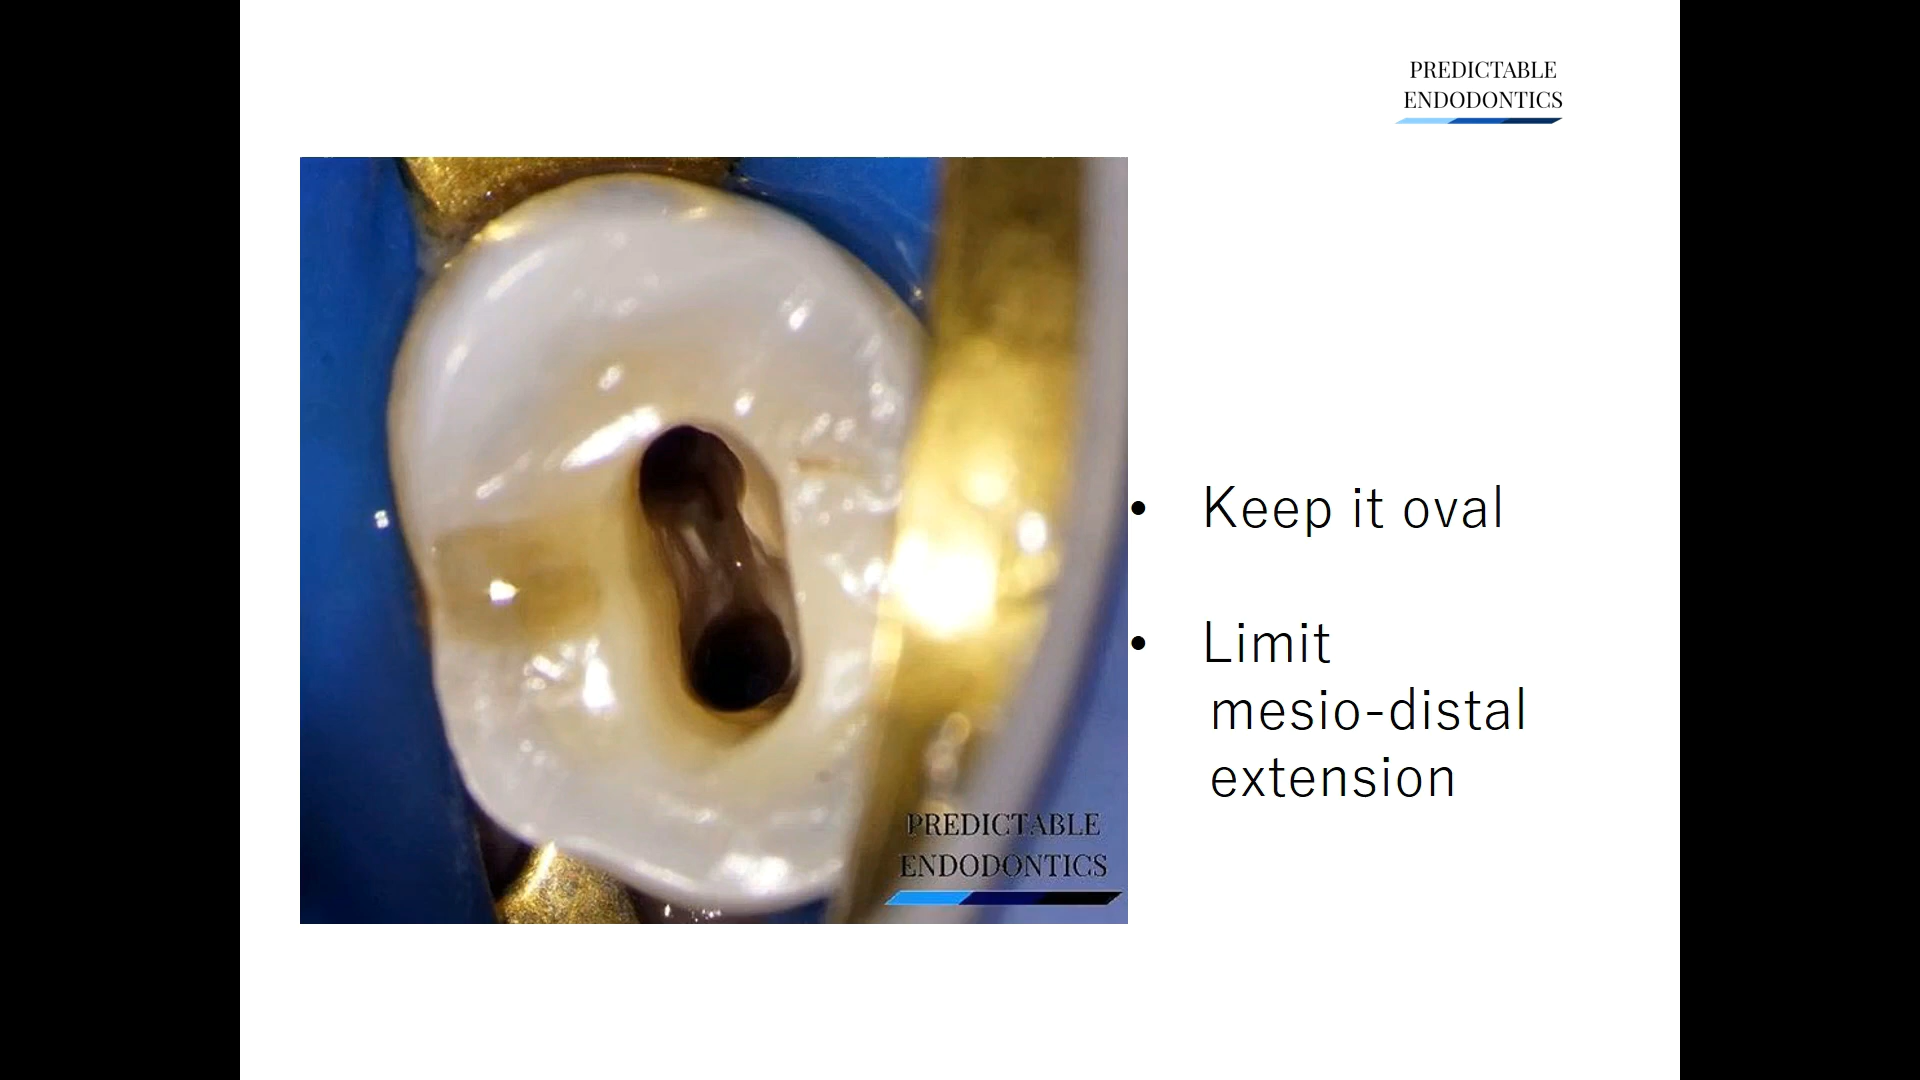 PREDICTABLE
ENDODONTICS
• Keep it oval
• Limit
mesio-distal
extension
PREDICTABLE
ENDODONTICS